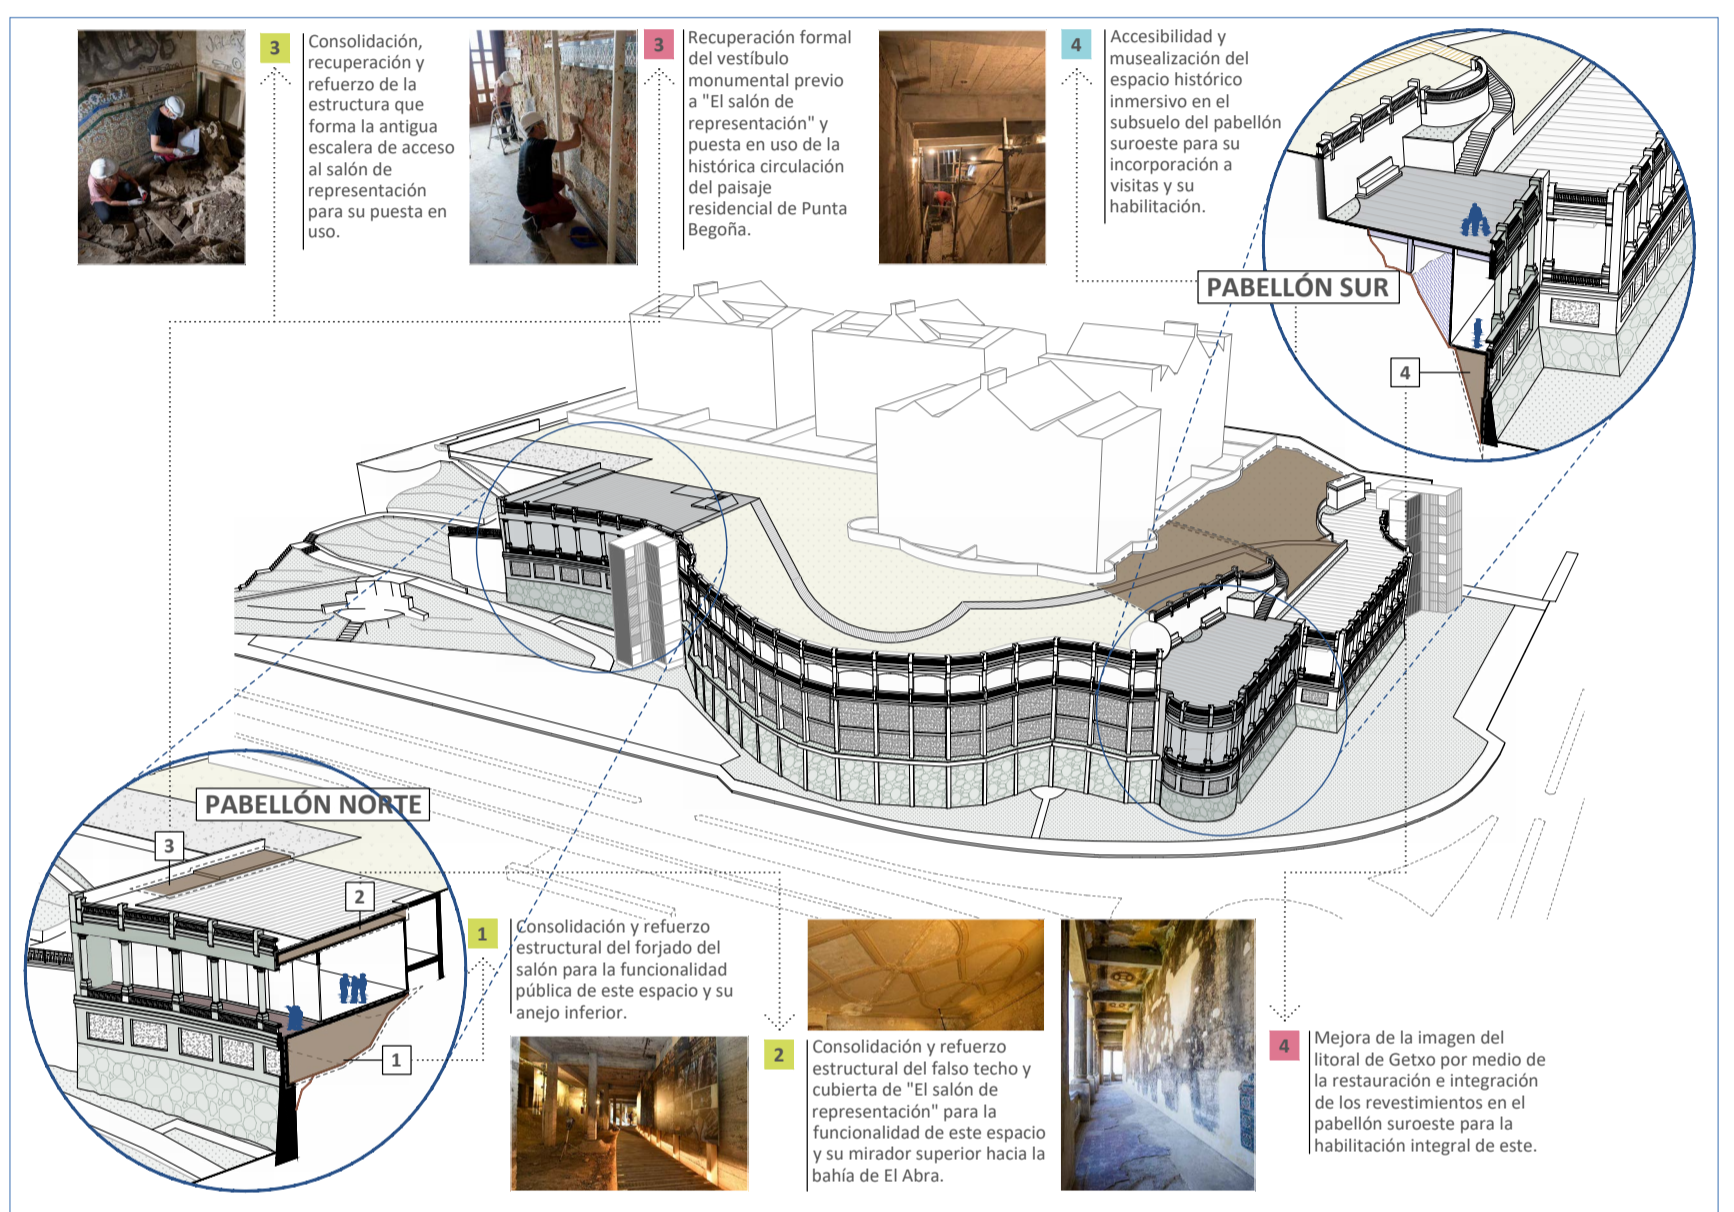 3
Consolidación,
recuperación y
refuerzo de la
estructura que
forma la antigua
escalera de acceso
al salón de
representación
para su puesta en
uso.
3
Recuperación formal
del vestíbulo
monumental previo
a "El salón de
representación" y
puesta en uso de la
histórica circulación
del paisaje
residencial de Punta
Begoña.
4
Accesibilidad y
musealización del
espacio histórico
inmersivo en el
subsuelo del pabellón
suroeste para su
incorporación a
visitas y su
habilitación.
PABELLÓN SUR
4
PABELLÓN NORTE
3
2
1
1
Consolidación y refuerzo
estructural del forjado del
salón para la funcionalidad
pública de este espacio y su
anejo inferior.
2
Consolidación y refuerzo
estructural del falso techo y
cubierta de "El salón de
representación" para la
funcionalidad de este espacio
y su mirador superior hacia la
bahía de El Abra.
4
Mejora de la imagen del
litoral de Getxo por medio de
la restauración e integración
de los revestimientos en el
pabellón suroeste para la
habilitación integral de este.